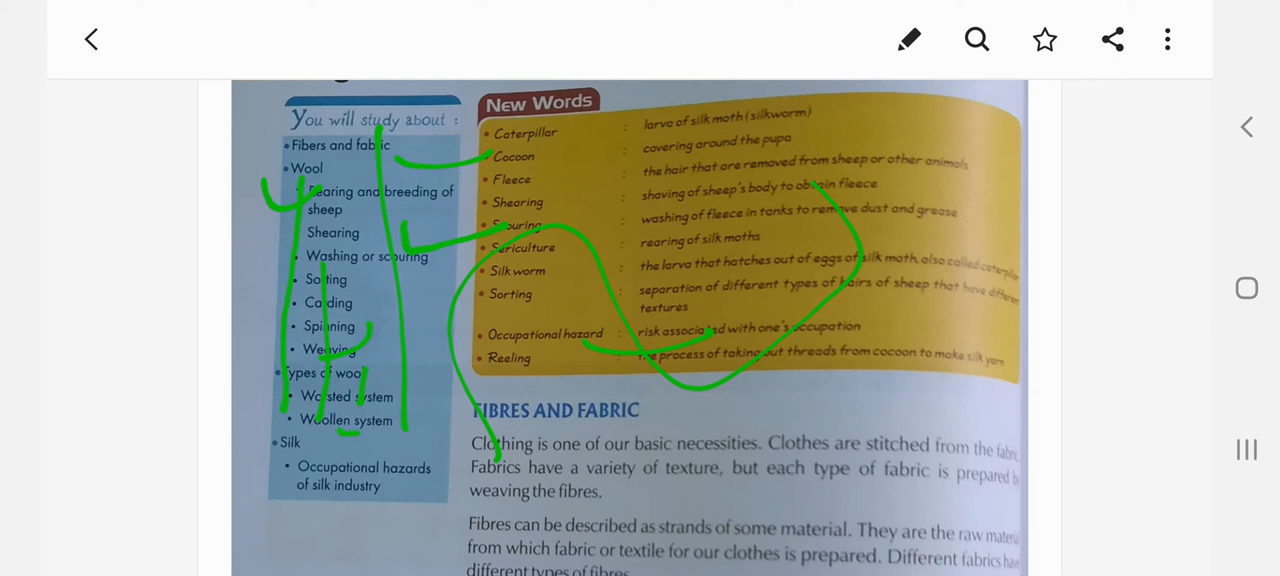 You will study about :
• Fibers and fabric
• Wool
• Rearing and breeding of
sheep
Shearing
• Washing or scouring
• Sorting
• Carding
• Spinning
• Weaving
• Types of wool
• Worsted system
• Woollen system
• Silk
• Occupational hazards
of silk industry
New Words
• Caterpillar : larva of silk moth (silkworm)
• Cocoon : covering around the pupa
• Fleece : the hair that are removed from sheep or other animals
• Shearing : shaving of sheep's body to obtain fleece
• Scouring : washing of fleece in tanks to remove dust and grease
• Sericulture : rearing of silk moths
• Silk worm : the larva that hatches out of eggs of silk moth, also called caterpillar
• Sorting : separation of different types of hairs of sheep that have different
textures
• Occupational hazard : risk associated with one's occupation
• Reeling : the process of taking out threads from cocoon to make silk yarn
FIBRES AND FABRIC
Clothing is one of our basic necessities. Clothes are stitched from the fabric
Fabrics have a variety of texture, but each type of fabric is prepared by
weaving the fibres.
Fibres can be described as strands of some material. They are the raw material
from which fabric or textile for our clothes is prepared. Different fabrics have
different types of fibres